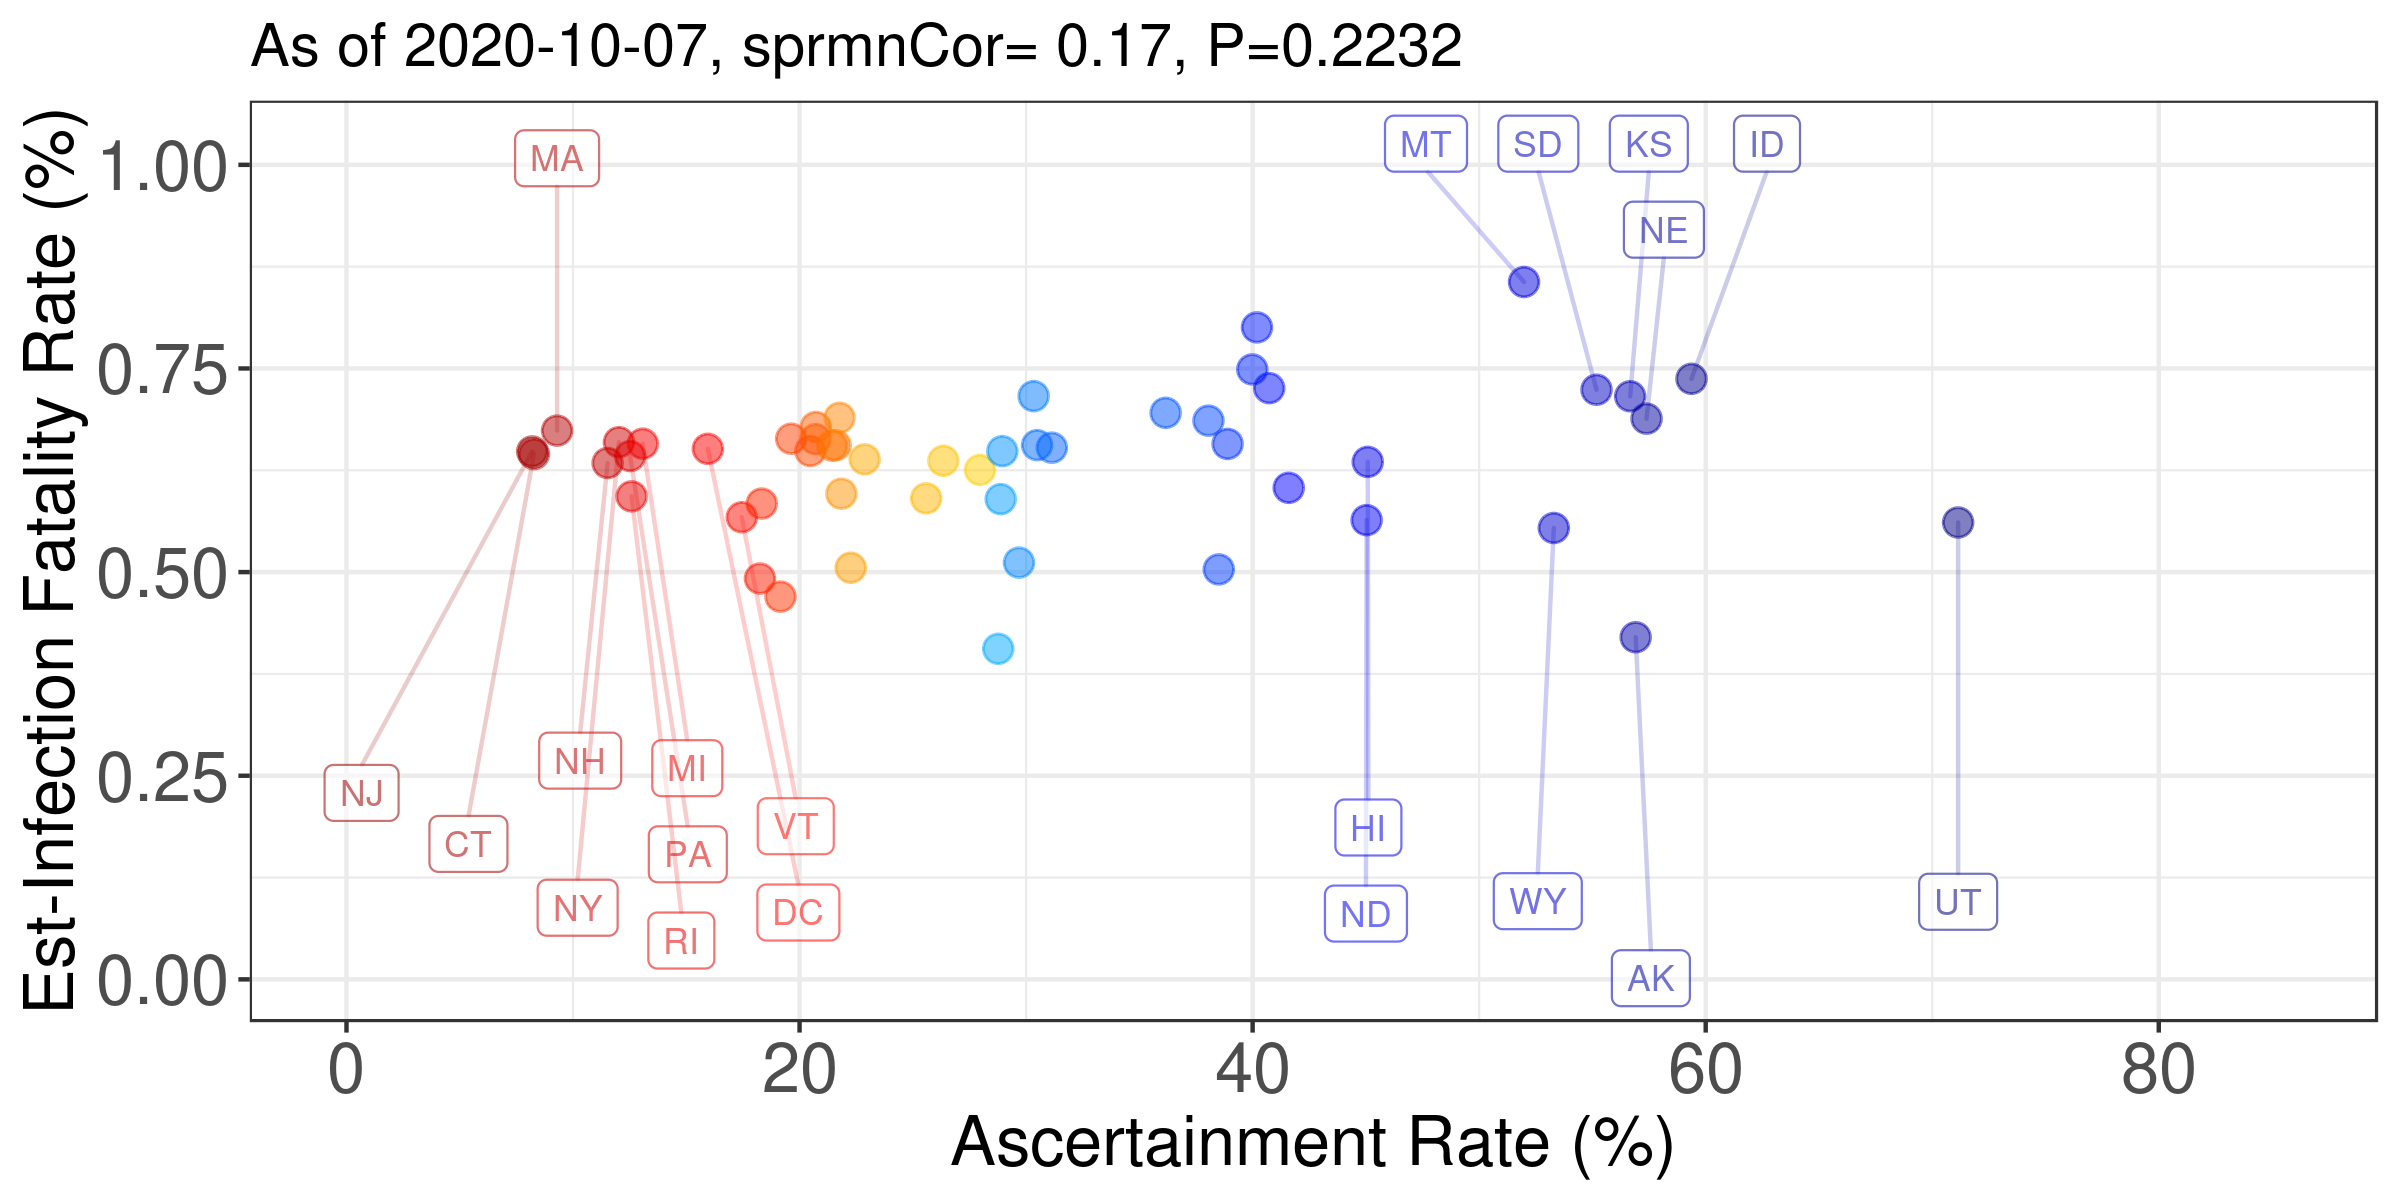 As of 2020-10-07, sprmnCor= 0.17, P=0.2232
Est-Infection Fatality Rate (%)
1.00
0.75
0.50
0.25
0.00
MA
MT
SD
KS
ID
NE
NJ
CT
NH
MI
NY
PA
RI
VT
DC
HI
ND
WY
AK
UT
0
20
40
60
80
Ascertainment Rate (%)